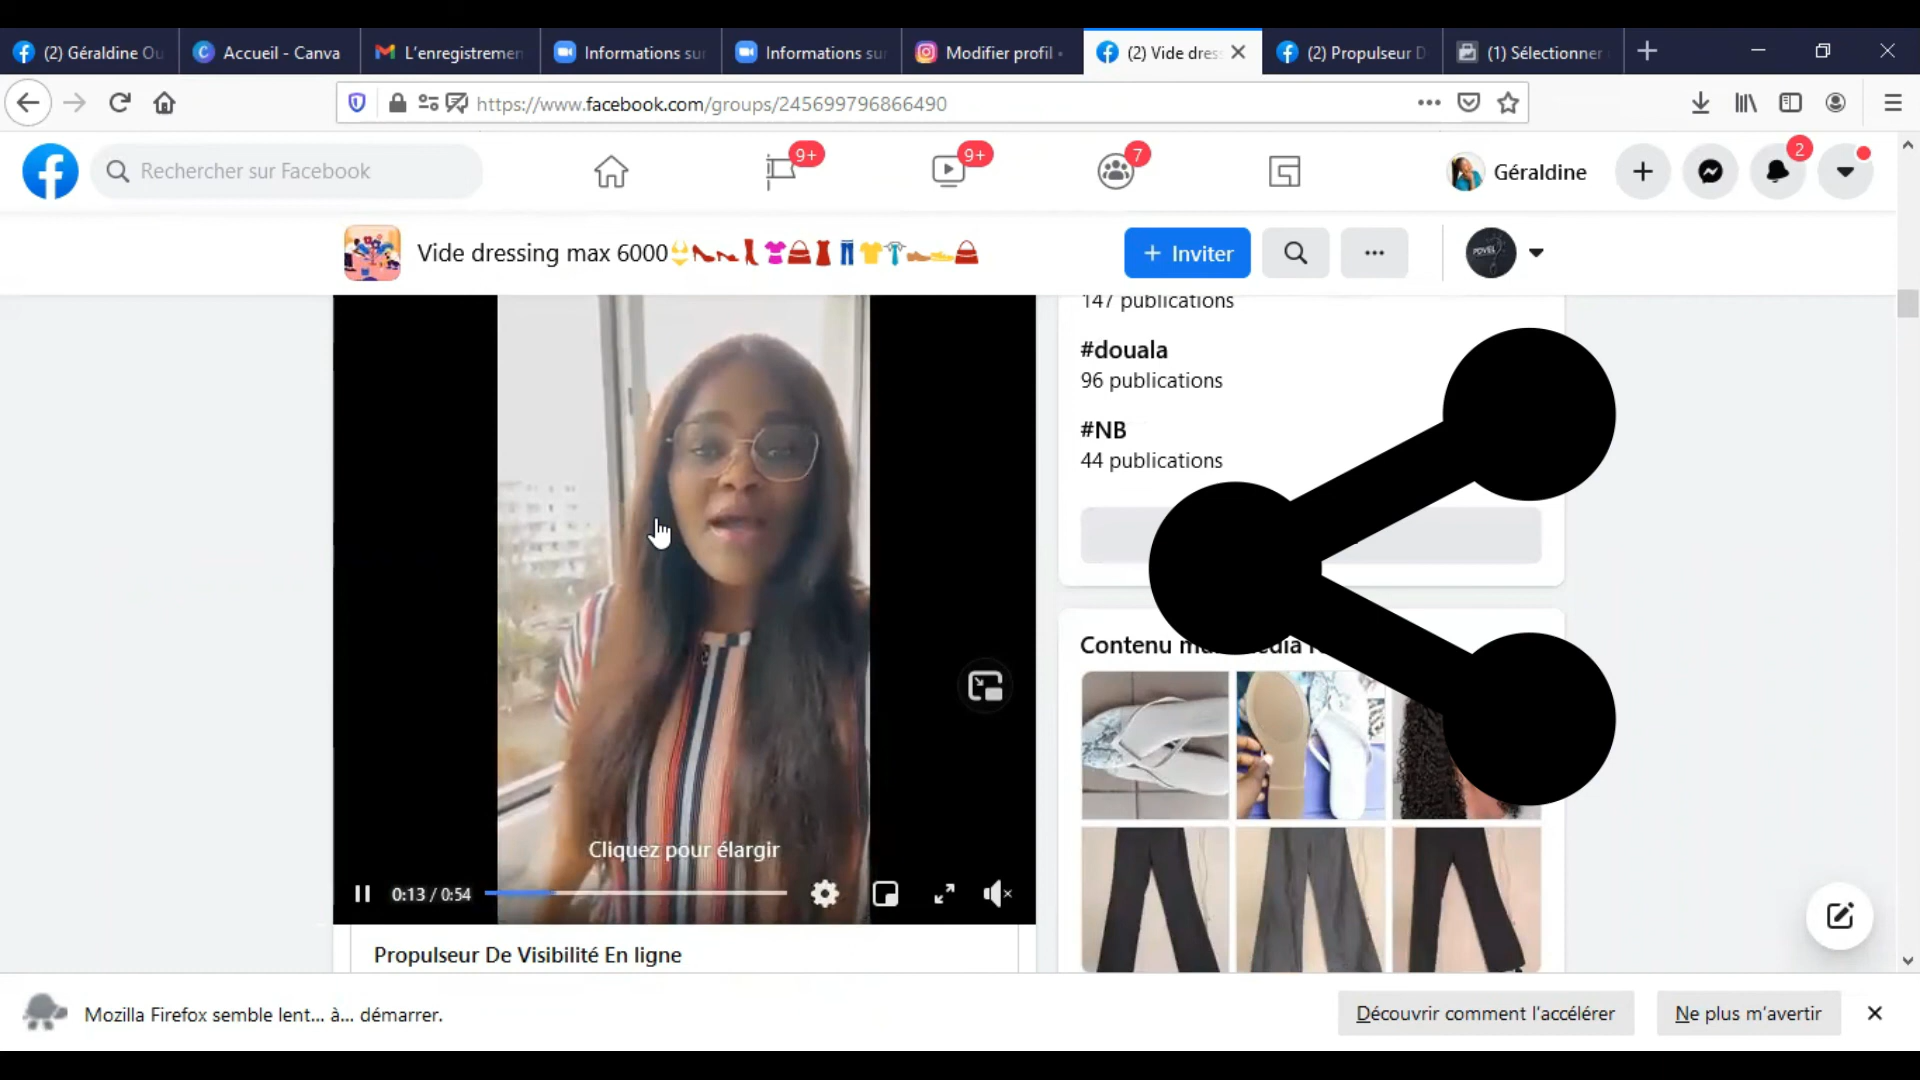 (2) Géraldine Ou
Accueil - Canva
L'enregistremen
Informations sur
Informations sur
Modifier profil •
(2) Vide dres
(2) Propulseur D
(1) Sélectionner
https://www.facebook.com/groups/245699796866490
Rechercher sur Facebook
9+
9+
7
Géraldine
2
Vide dressing max 6000
+ Inviter
147 publications
#douala
96 publications
#NB
44 publications
Contenu
Cliquez pour élargir
0:13 / 0:54
Propulseur De Visibilité En ligne
Mozilla Firefox semble lent... à... démarrer.
Découvrir comment l'accélérer
Ne plus m'avertir